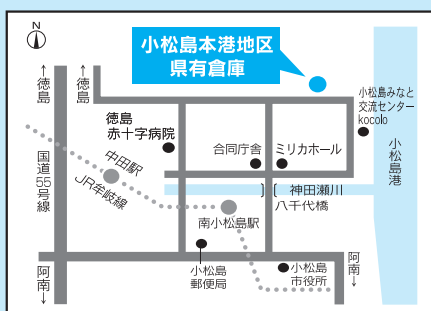 N
小松島本港地区
県有倉庫
←徳島
←徳島
小松島みなと
交流センター
kocolo
徳島
赤十字病院
合同庁舎
ミリカホール
小松島港
中田駅
国道55号線
JR牟岐線
神田瀬川
八千代橋
南小松島駅
阿南→
小松島
郵便局
小松島
市役所
阿南→